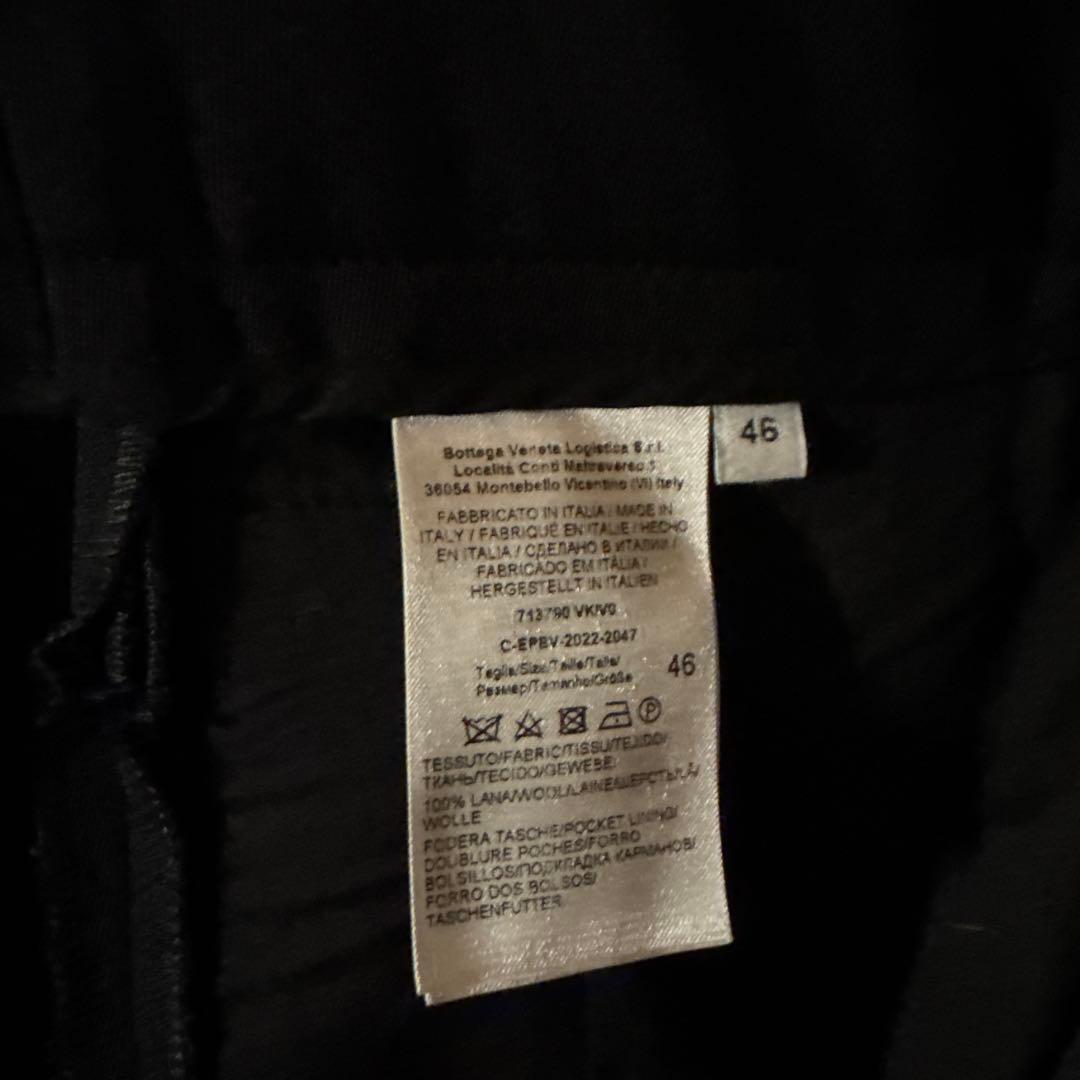 Bottega Veneta Logistica S.r.l.
Località Conti Maltraverso 1
36054 Montebello Vicentino (VI) Italy
FABBRICATO IN ITALIA / MADE IN
ITALY / FABRIQUÉ EN ITALIE / HECHO
EN ITALIA / СДЕЛАНО В ИТАЛИИ /
FABRICADO EM ITÁLIA /
HERGESTELLT IN ITALIEN
713790 VKIV0
C-EPBV-2022-2047
Taglia/Size/Taille/Talla/
Размер/Tamanho/Größe
46
TESSUTO/FABRIC/TISSU/TEJIDO/
ТКАНЬ/TECIDO/GEWEBE/
100% LANA/WOOL/LAINE/ШЕРСТЬ/LÃ/
WOLLE
FODERA TASCHE/POCKET LINING/
DOUBLURE POCHES/FORRO
BOLSILLOS/ПОДКЛАДКА КАРМАНОВ/
FORRO DOS BOLSOS/
TASCHENFUTTER
46